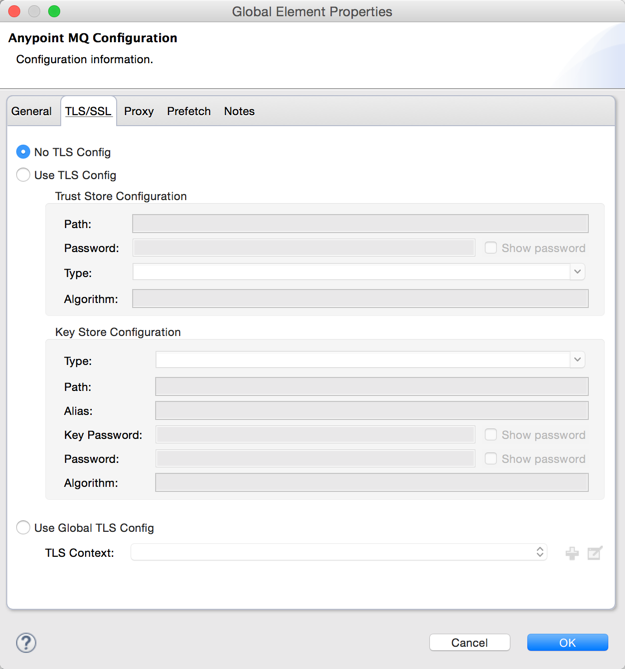 Global Element Properties
Anypoint MQ Configuration
Configuration information.
General TLS/SSL Proxy Prefetch Notes
No TLS Config
Use TLS Config
Trust Store Configuration
Path:
Password: Show password
Type:
Algorithm:
Key Store Configuration
Type:
Path:
Alias:
Key Password: Show password
Password: Show password
Algorithm:
Use Global TLS Config
TLS Context:
? Cancel OK